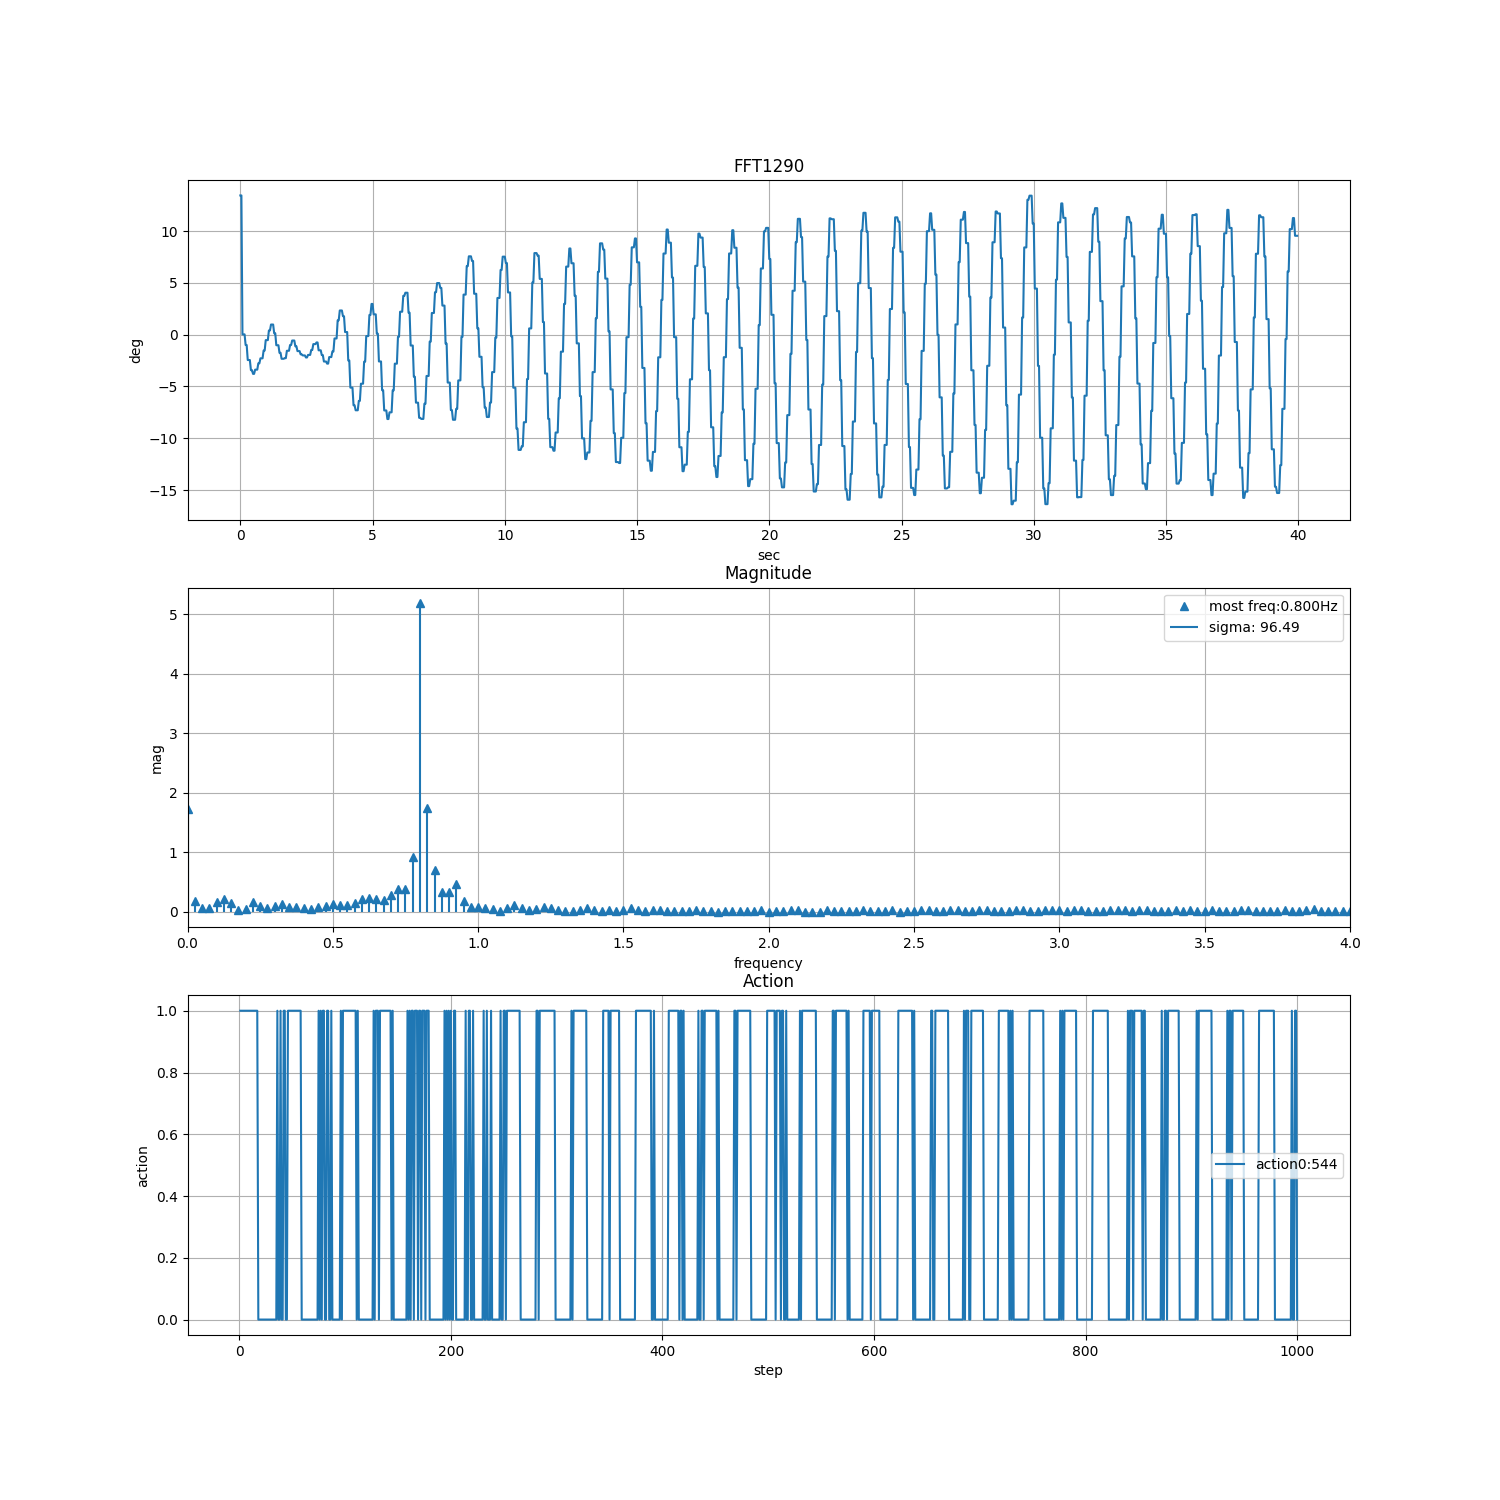 FFT1290
deg
10
5
0
−5
−10
−15
0 5 10 15 20 25 30 35 40
sec
Magnitude
mag
5
4
3
2
1
0
most freq:0.800Hz
sigma: 96.49
0.0 0.5 1.0 1.5 2.0 2.5 3.0 3.5 4.0
frequency
Action
action
1.0
0.8
0.6
0.4
0.2
0.0
action0:544
0 200 400 600 800 1000
step